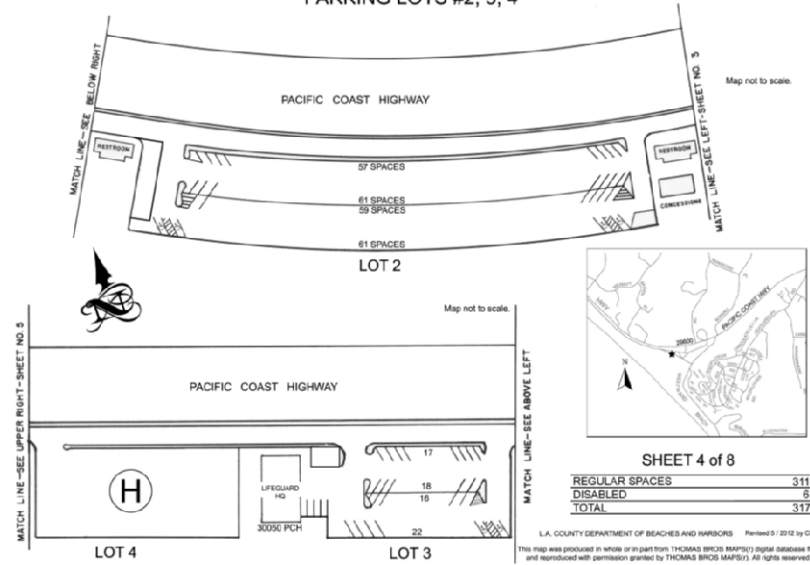 PARKING LOTS #2, 3, 4
MATCH LINE—SEE BELOW RIGHT
PACIFIC COAST HIGHWAY
MATCH LINE—SEE LEFT-SHEET NO. 5
Map not to scale.
RESTROOM
57 SPACES
RESTROOM
61 SPACES
59 SPACES
CONCESSIONS
61 SPACES
LOT 2
Map not to scale.
MATCH LINE—SEE UPPER RIGHT-SHEET NO. 5
PACIFIC COAST HIGHWAY
MATCH LINE—SEE ABOVE LEFT
17
H
LIFEGUARD
HQ
18
16
30050 PCH
22
LOT 4
LOT 3
PACIFIC COAST HWY
N
SHEET 4 of 8
REGULAR SPACES 311
DISABLED 6
TOTAL 317
L.A. COUNTY DEPARTMENT OF BEACHES AND HARBORS Revised 5 / 2012 by C
This map was produced in whole or in part from THOMAS BROS MAPS(r) digital database
and reproduced with permission granted by THOMAS BROS MAPS(r). All rights reserved